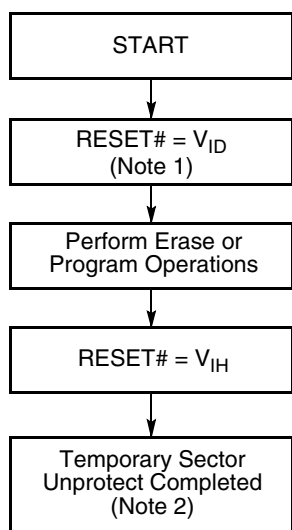 START
RESET# = VID
(Note 1)
Perform Erase or
Program Operations
RESET# = VIH
Temporary Sector
Unprotect Completed
(Note 2)